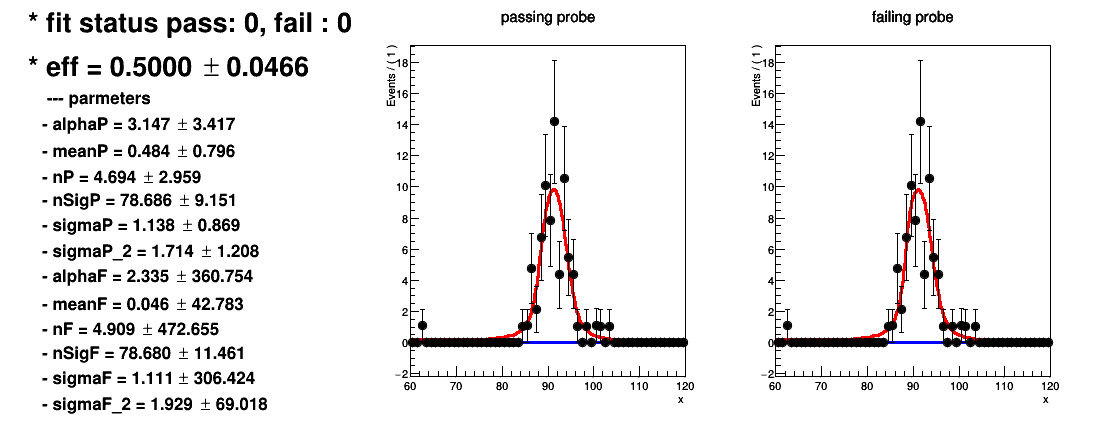 * fit status pass: 0, fail : 0
* eff = 0.5000 ± 0.0466
--- parmeters
- alphaP = 3.147 ± 3.417
- meanP = 0.484 ± 0.796
- nP = 4.694 ± 2.959
- nSigP = 78.686 ± 9.151
- sigmaP = 1.138 ± 0.869
- sigmaP_2 = 1.714 ± 1.208
- alphaF = 2.335 ± 360.754
- meanF = 0.046 ± 42.783
- nF = 4.909 ± 472.655
- nSigF = 78.680 ± 11.461
- sigmaF = 1.111 ± 306.424
- sigmaF_2 = 1.929 ± 69.018
passing probe
Events / ( 1 )
18
16
14
12
10
8
6
4
2
0
−2
60 70 80 90 100 110 120
x
failing probe
Events / ( 1 )
18
16
14
12
10
8
6
4
2
0
−2
60 70 80 90 100 110 120
x